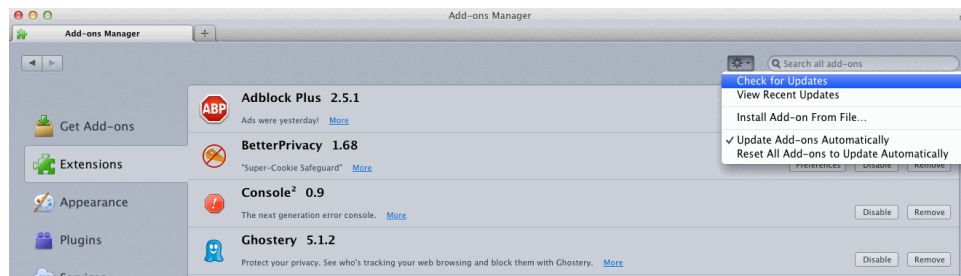 Add-ons Manager
Add-ons Manager
Search all add-ons
Check for Updates
View Recent Updates
Install Add-on From File...
✓ Update Add-ons Automatically
Reset All Add-ons to Update Automatically
Get Add-ons
Extensions
Appearance
Plugins
Services
ABP
Adblock Plus 2.5.1
Ads were yesterday! More
BetterPrivacy 1.68
"Super-Cookie Safeguard" More
Preferences Disable Remove
Console² 0.9
The next generation error console. More
Disable Remove
Ghostery 5.1.2
Protect your privacy. See who's tracking your web browsing and block them with Ghostery. More
Disable Remove